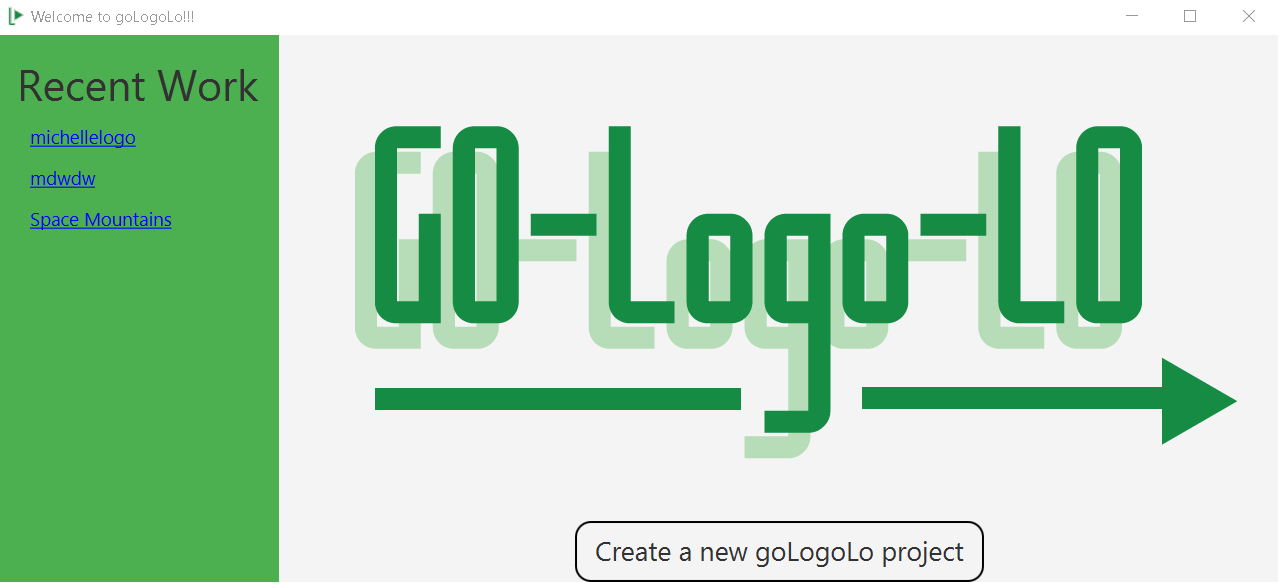 Welcome to goLogoLo!!!
Recent Work
michellelogo
mdwdw
Space Mountains
GO-Logo-LO
Create a new goLogoLo project